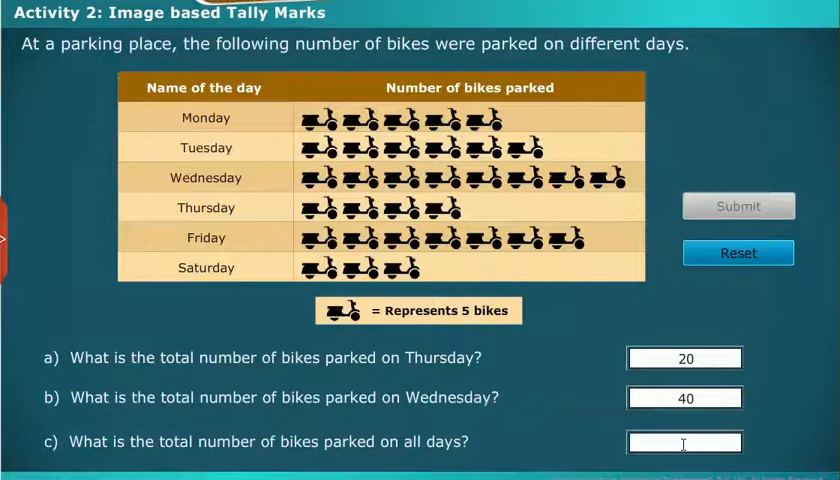 Activity 2: Image based Tally Marks
At a parking place, the following number of bikes were parked on different days.
Name of the day Number of bikes parked
Monday
Tuesday
Wednesday
Thursday
Friday
Saturday
Submit
Reset
= Represents 5 bikes
a) What is the total number of bikes parked on Thursday? 20
b) What is the total number of bikes parked on Wednesday? 40
c) What is the total number of bikes parked on all days?